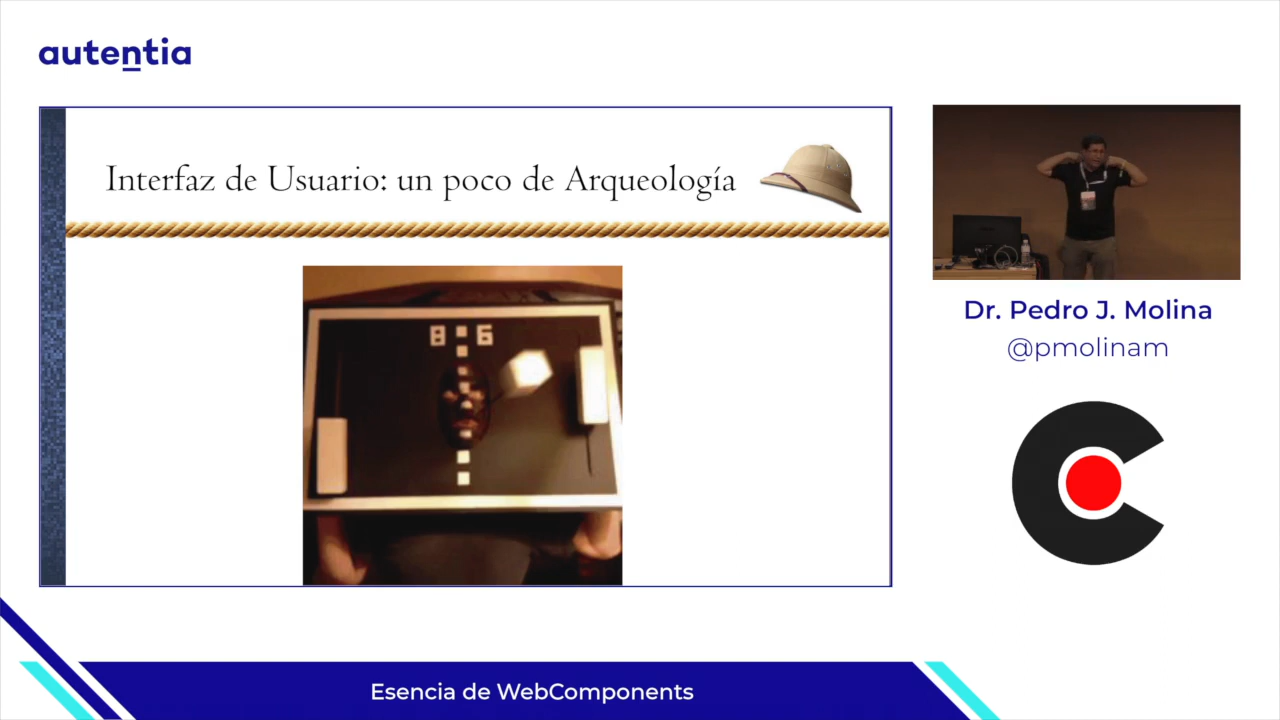 autentia
Interfaz de Usuario: un poco de Arqueología
8 6
Dr. Pedro J. Molina
@pmolinam
Esencia de WebComponents